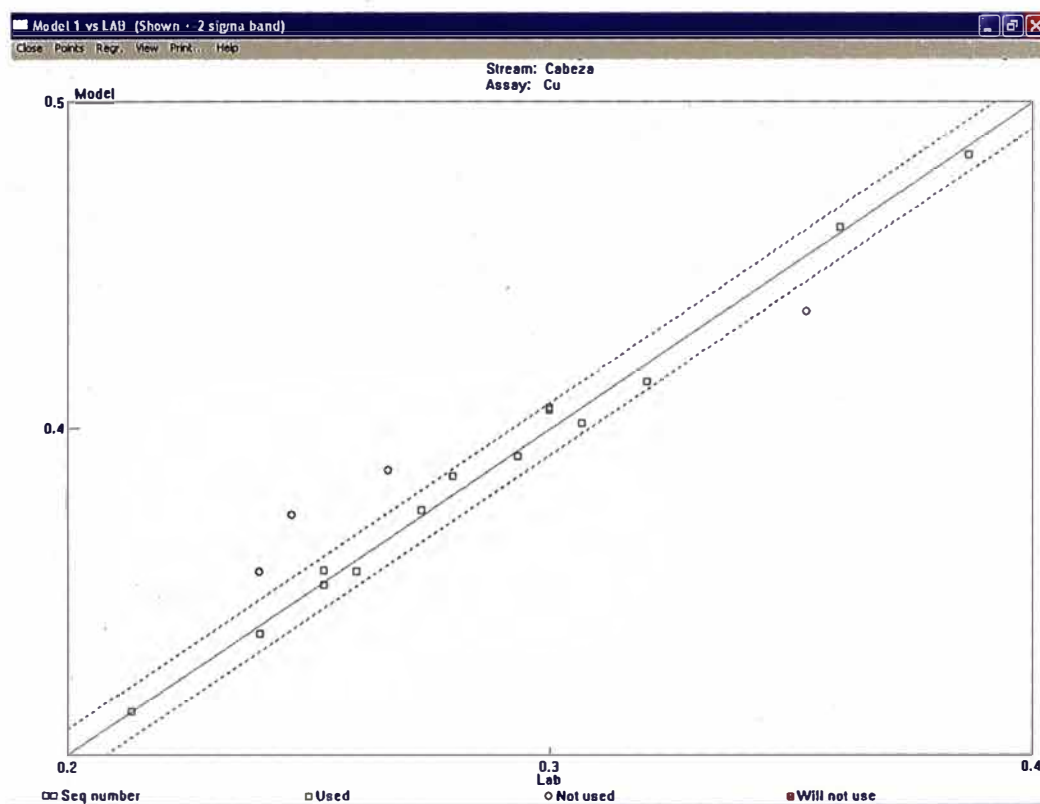 Model 1 vs LAB (Shown +- 2 sigma band)
Close Points Regr. View Print... Help
Stream: Cabeza
Assay: Cu
Model
0.5
0.4
0.2 0.3 0.4
Lab
Seq number Used Not used Will not use